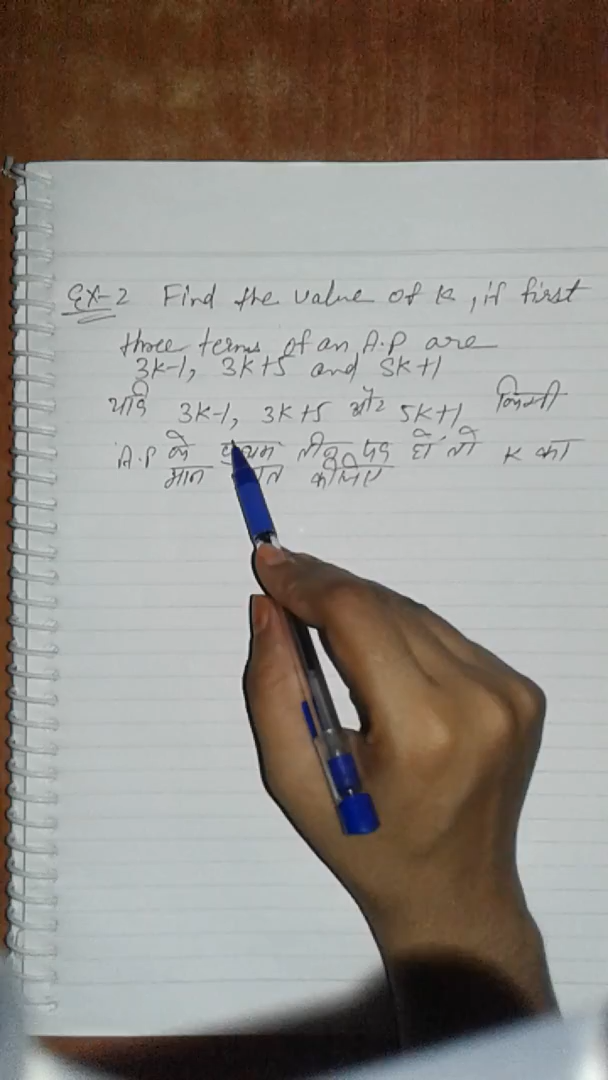 Ex-2 Find the value of k, if first
three terms of an A.P are
3k-1, 3k+5 and 5k+1
यदि 3k-1, 3k+5 और 5k+1 किसी
A.P के प्रथम तीन पद हों तो K का
मान कीजिए